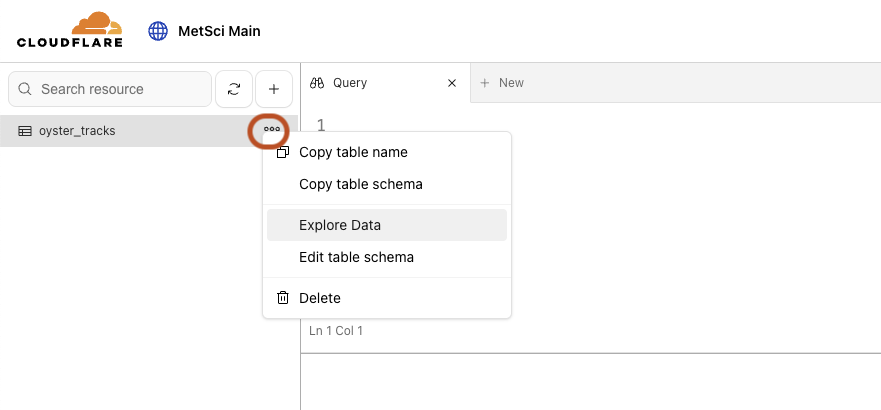 CLOUDFLARE
MetSci Main
Search resource
Query
New
oyster_tracks
1
Copy table name
Copy table schema
Explore Data
Edit table schema
Delete
Ln 1 Col 1